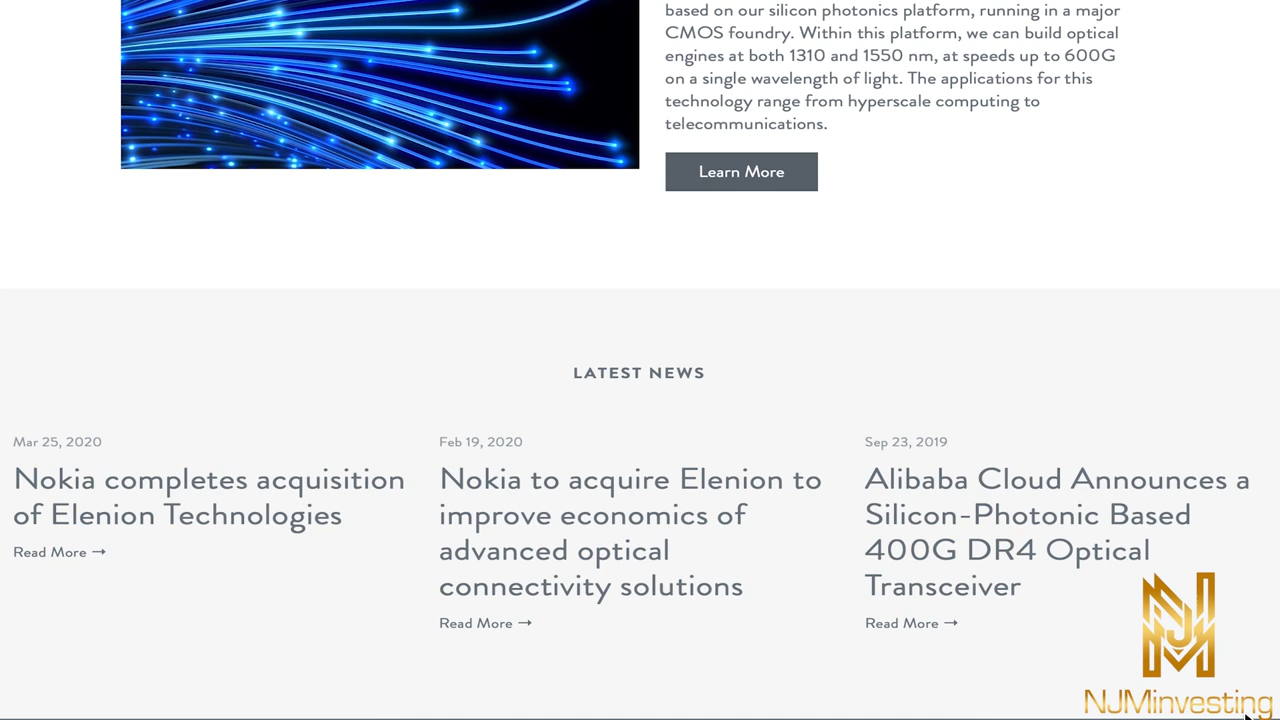 based on our silicon photonics platform, running in a major
CMOS foundry. Within this platform, we can build optical
engines at both 1310 and 1550 nm, at speeds up to 600G
on a single wavelength of light. The applications for this
technology range from hyperscale computing to
telecommunications.
Learn More
LATEST NEWS
Mar 25, 2020
Nokia completes acquisition
of Elenion Technologies
Read More →
Feb 19, 2020
Nokia to acquire Elenion to
improve economics of
advanced optical
connectivity solutions
Read More →
Sep 23, 2019
Alibaba Cloud Announces a
Silicon-Photonic Based
400G DR4 Optical
Transceiver
Read More →
NJM
NJMinvesting